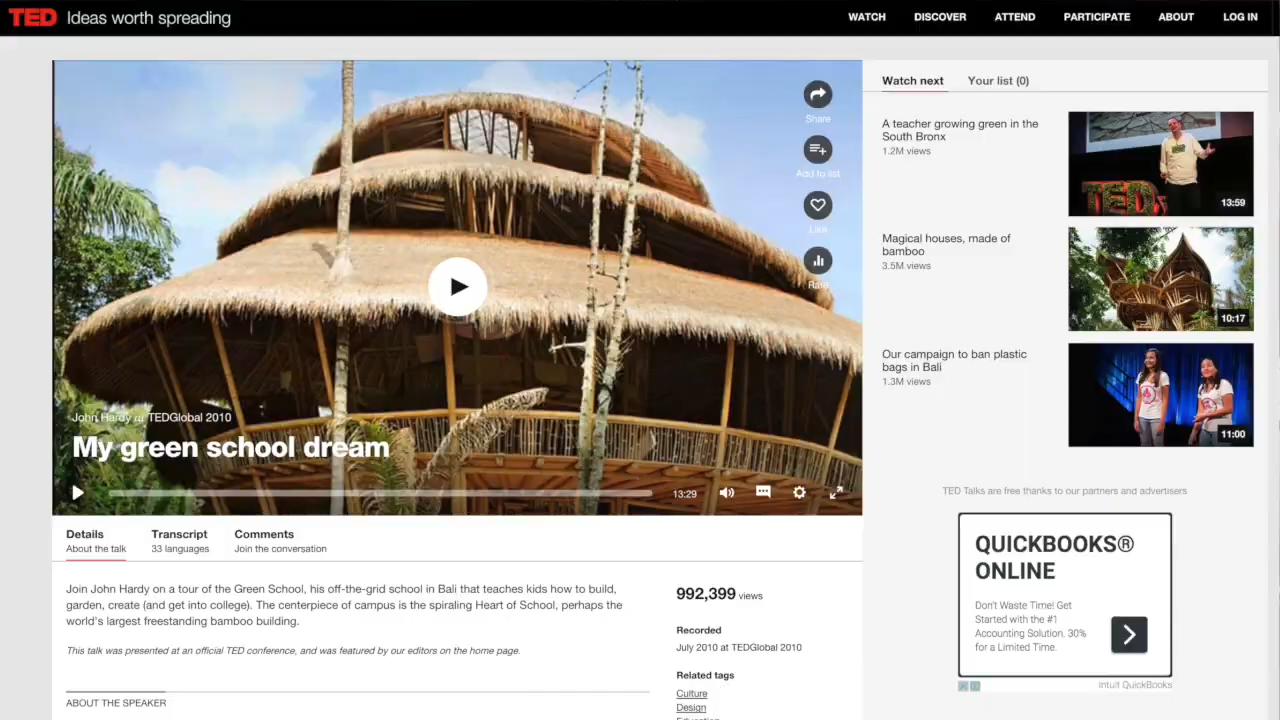 TED Ideas worth spreading
WATCH DISCOVER ATTEND PARTICIPATE ABOUT LOG IN
Share
Add to list
Like
Rate
John Hardy at TEDGlobal 2010
My green school dream
13:29
Details
About the talk
Transcript
33 languages
Comments
Join the conversation
Join John Hardy on a tour of the Green School, his off-the-grid school in Bali that teaches kids how to build,
garden, create (and get into college). The centerpiece of campus is the spiraling Heart of School, perhaps the
world's largest freestanding bamboo building.
This talk was presented at an official TED conference, and was featured by our editors on the home page.
ABOUT THE SPEAKER
992,399 views
Recorded
July 2010 at TEDGlobal 2010
Related tags
Culture
Design
Education
Watch next Your list (0)
A teacher growing green in the
South Bronx
1.2M views
TEDx
13:59
Magical houses, made of
bamboo
3.5M views
10:17
Our campaign to ban plastic
bags in Bali
1.3M views
11:00
TED Talks are free thanks to our partners and advertisers
QUICKBOOKS®
ONLINE
Don't Waste Time! Get
Started with the #1
Accounting Solution. 30%
for a Limited Time.
intuit QuickBooks